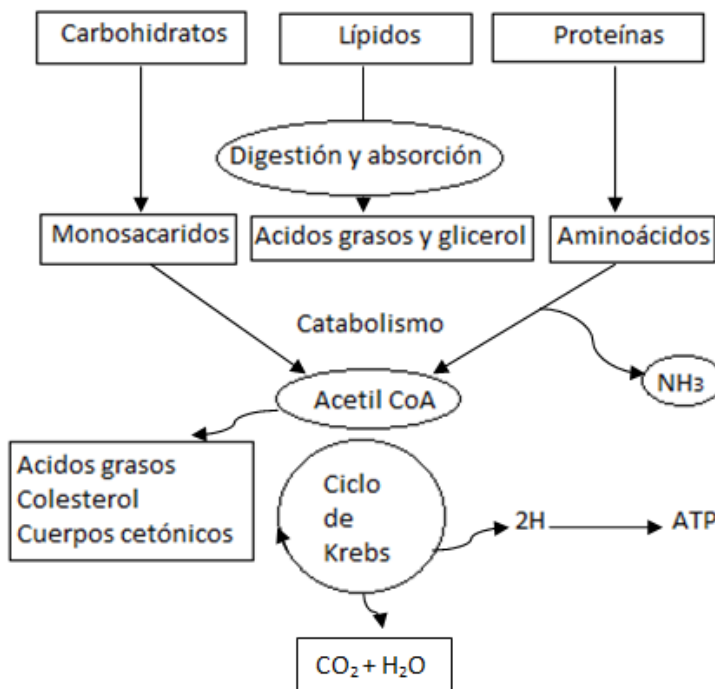 Carbohidratos
Lípidos
Proteínas
Digestión y absorción
Monosacaridos
Acidos grasos y glicerol
Aminoácidos
Catabolismo
NH₃
Acetil CoA
Acidos grasos
Colesterol
Cuerpos cetónicos
Ciclo
de
Krebs
2H
ATP
CO₂ + H₂O